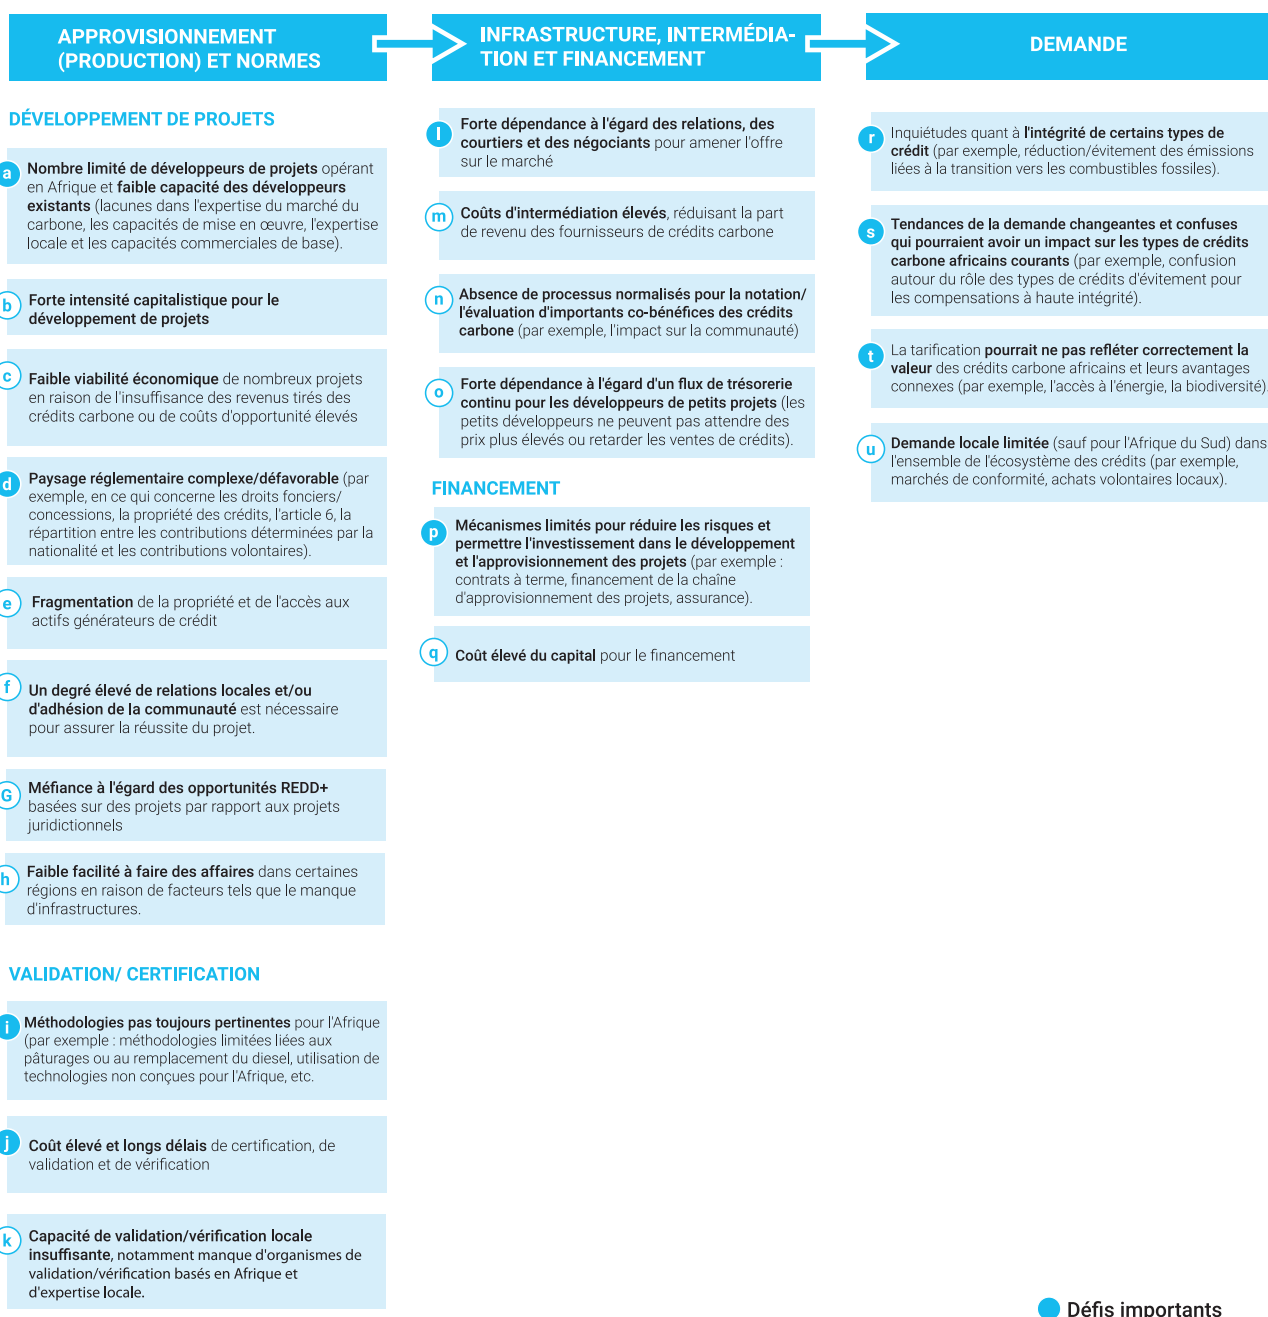 APPROVISIONNEMENT
(PRODUCTION) ET NORMES
DÉVELOPPEMENT DE PROJETS
a
Nombre limité de développeurs de projets opérant
en Afrique et faible capacité des développeurs
existants (lacunes dans l'expertise du marché du
carbone, les capacités de mise en œuvre, l'expertise
locale et les capacités commerciales de base).
b
Forte intensité capitalistique pour le
développement de projets
c
Faible viabilité économique de nombreux projets
en raison de l'insuffisance des revenus tirés des
crédits carbone ou de coûts d'opportunité élevés
d
Paysage réglementaire complexe/défavorable (par
exemple, en ce qui concerne les droits fonciers/
concessions, la propriété des crédits, l'article 6, la
répartition entre les contributions déterminées par la
nationalité et les contributions volontaires).
e
Fragmentation de la propriété et de l'accès aux
actifs générateurs de crédit
f
Un degré élevé de relations locales et/ou
d'adhésion de la communauté est nécessaire
pour assurer la réussite du projet.
G
Méfiance à l'égard des opportunités REDD+
basées sur des projets par rapport aux projets
juridictionnels
h
Faible facilité à faire des affaires dans certaines
régions en raison de facteurs tels que le manque
d'infrastructures.
VALIDATION/ CERTIFICATION
i
Méthodologies pas toujours pertinentes pour l'Afrique
(par exemple : méthodologies limitées liées aux
pâturages ou au remplacement du diesel, utilisation de
technologies non conçues pour l'Afrique, etc.
j
Coût élevé et longs délais de certification, de
validation et de vérification
k
Capacité de validation/vérification locale
insuffisante, notamment manque d'organismes de
validation/vérification basés en Afrique et
d'expertise locale.
INFRASTRUCTURE, INTERMÉDIA-
TION ET FINANCEMENT
l
Forte dépendance à l'égard des relations, des
courtiers et des négociants pour amener l'offre
sur le marché
m
Coûts d'intermédiation élevés, réduisant la part
de revenu des fournisseurs de crédits carbone
n
Absence de processus normalisés pour la notation/
l'évaluation d'importants co-bénéfices des crédits
carbone (par exemple, l'impact sur la communauté)
o
Forte dépendance à l'égard d'un flux de trésorerie
continu pour les développeurs de petits projets (les
petits développeurs ne peuvent pas attendre des
prix plus élevés ou retarder les ventes de crédits).
FINANCEMENT
p
Mécanismes limités pour réduire les risques et
permettre l'investissement dans le développement
et l'approvisionnement des projets (par exemple :
contrats à terme, financement de la chaîne
d'approvisionnement des projets, assurance).
q
Coût élevé du capital pour le financement
DEMANDE
r
Inquiétudes quant à l'intégrité de certains types de
crédit (par exemple, réduction/évitement des émissions
liées à la transition vers les combustibles fossiles).
s
Tendances de la demande changeantes et confuses
qui pourraient avoir un impact sur les types de crédits
carbone africains courants (par exemple, confusion
autour du rôle des types de crédits d'évitement pour
les compensations à haute intégrité).
t
La tarification pourrait ne pas refléter correctement la
valeur des crédits carbone africains et leurs avantages
connexes (par exemple, l'accès à l'énergie, la biodiversité).
u
Demande locale limitée (sauf pour l'Afrique du Sud) dans
l'ensemble de l'écosystème des crédits (par exemple,
marchés de conformité, achats volontaires locaux).
Défis importants